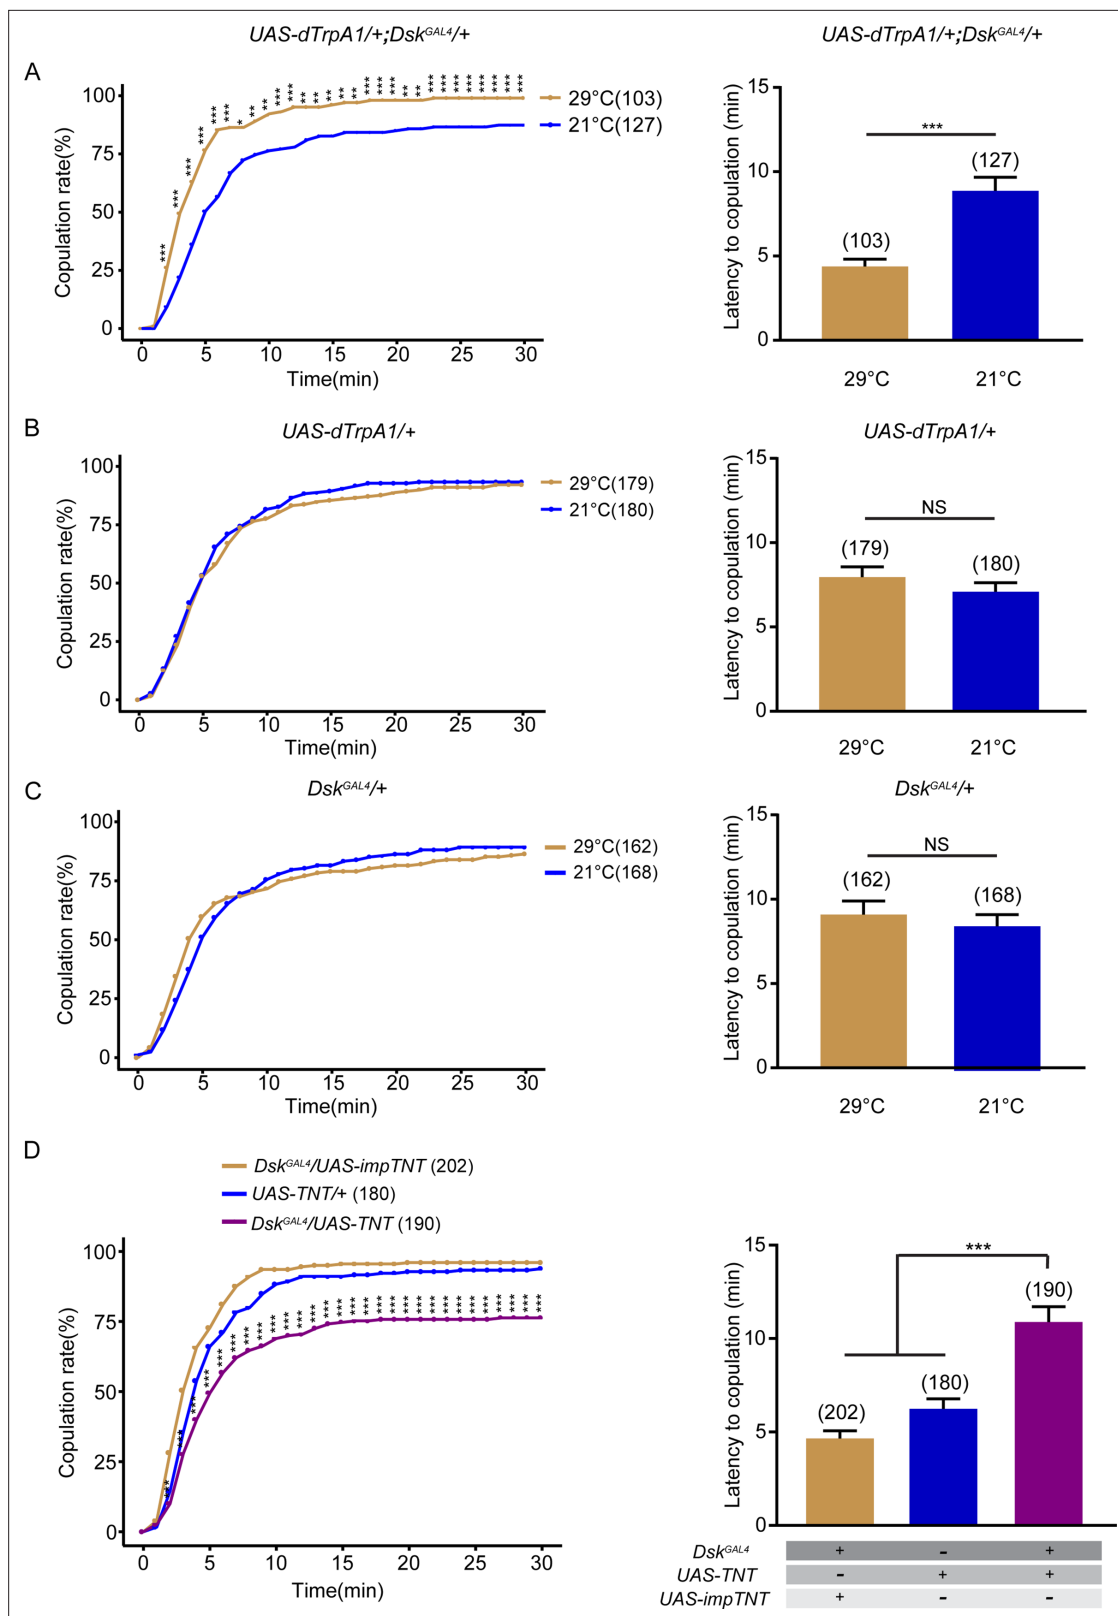 UAS-dTrpA1/+;DskGAL4/+
UAS-dTrpA1/+;DskGAL4/+
A
Copulation rate(%)
100
75
50
25
0
0 5 10 15 20 25 30
Time(min)
29°C(103)
21°C(127)
Latency to copulation (min)
15
10
5
0
***
(103)
(127)
29°C 21°C
B
UAS-dTrpA1/+
UAS-dTrpA1/+
Copulation rate(%)
100
75
50
25
0
0 5 10 15 20 25 30
Time(min)
29°C(179)
21°C(180)
Latency to copulation (min)
15
10
5
0
NS
(179)
(180)
29°C 21°C
C
DskGAL4/+
DskGAL4/+
Copulation rate(%)
100
75
50
25
0
0 5 10 15 20 25 30
Time(min)
29°C(162)
21°C(168)
Latency to copulation (min)
15
10
5
0
NS
(162)
(168)
29°C 21°C
D
DskGAL4/UAS-impTNT (202)
UAS-TNT/+ (180)
DskGAL4/UAS-TNT (190)
Copulation rate(%)
100
75
50
25
0
0 5 10 15 20 25 30
Time(min)
Latency to copulation (min)
15
10
5
0
***
(202)
(180)
(190)
DskGAL4 + - +
UAS-TNT - + +
UAS-impTNT + - -